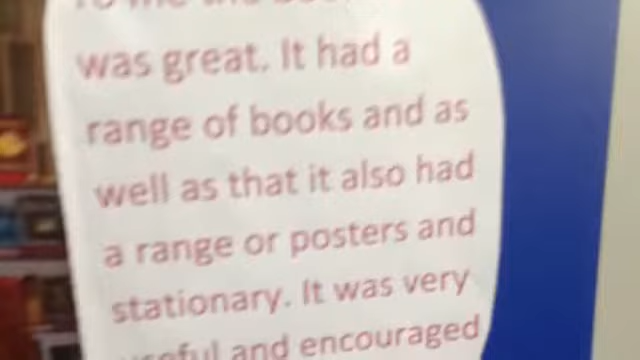 was great. It had a
range of books and as
well as that it also had
a range or posters and
stationary. It was very
useful and encouraged